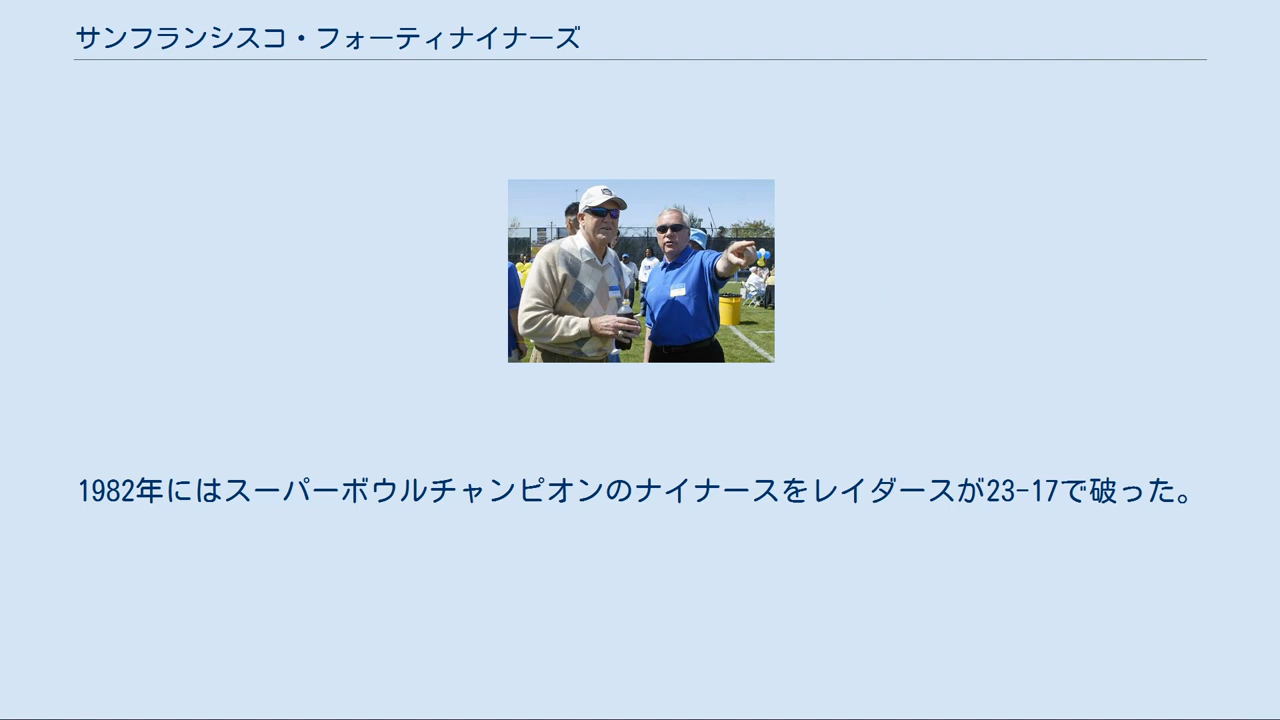 サンフランシスコ・フォーティナイナーズ
1982年にはスーパーボウルチャンピオンのナイナースをレイダースが23-17で破った。